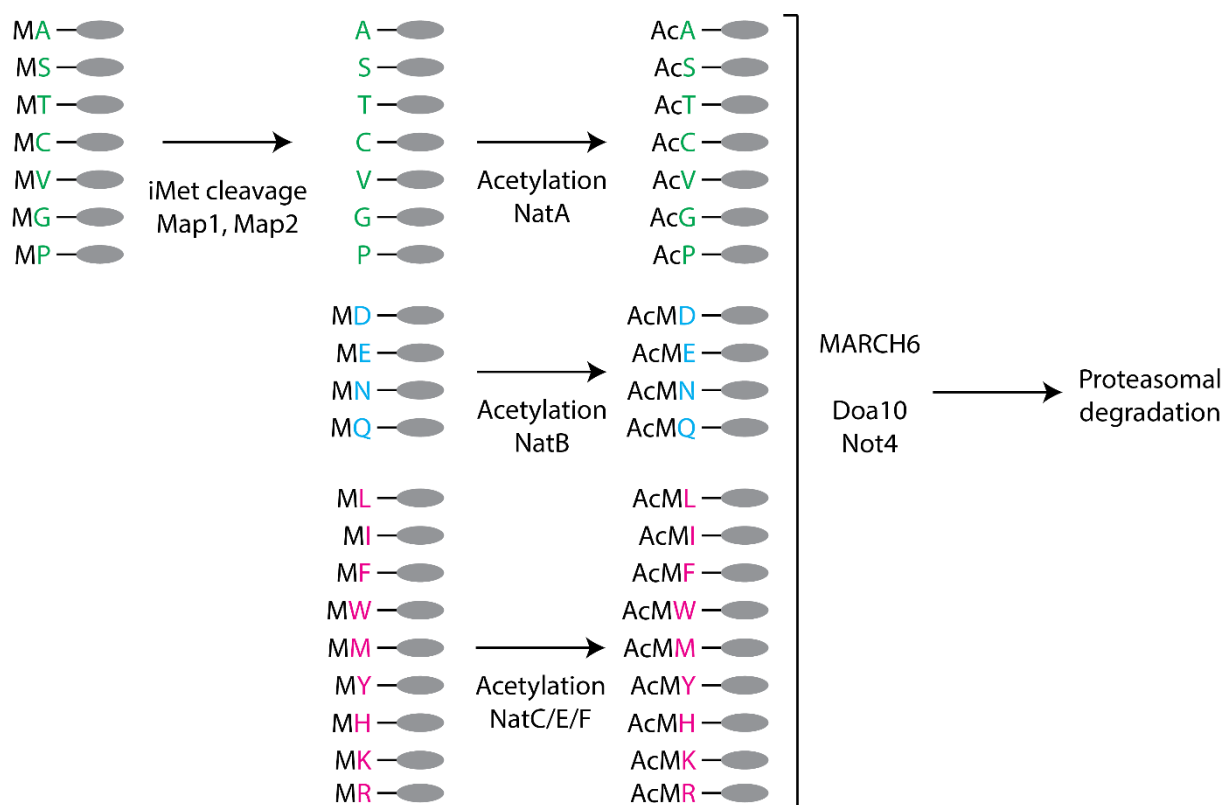 MA A AcA
MS S AcS
MT T AcT
MC C AcC
MV V AcV
MG G AcG
MP P AcP
iMet cleavage
Map1, Map2
Acetylation
NatA
MD AcMD
ME AcME
MN AcMN
MQ AcMQ
Acetylation
NatB
ML AcML
MI AcMI
MF AcMF
MW AcMW
MM AcMM
MY AcMY
MH AcMH
MK AcMK
MR AcMR
Acetylation
NatC/E/F
MARCH6
Doa10
Not4
Proteasomal
degradation